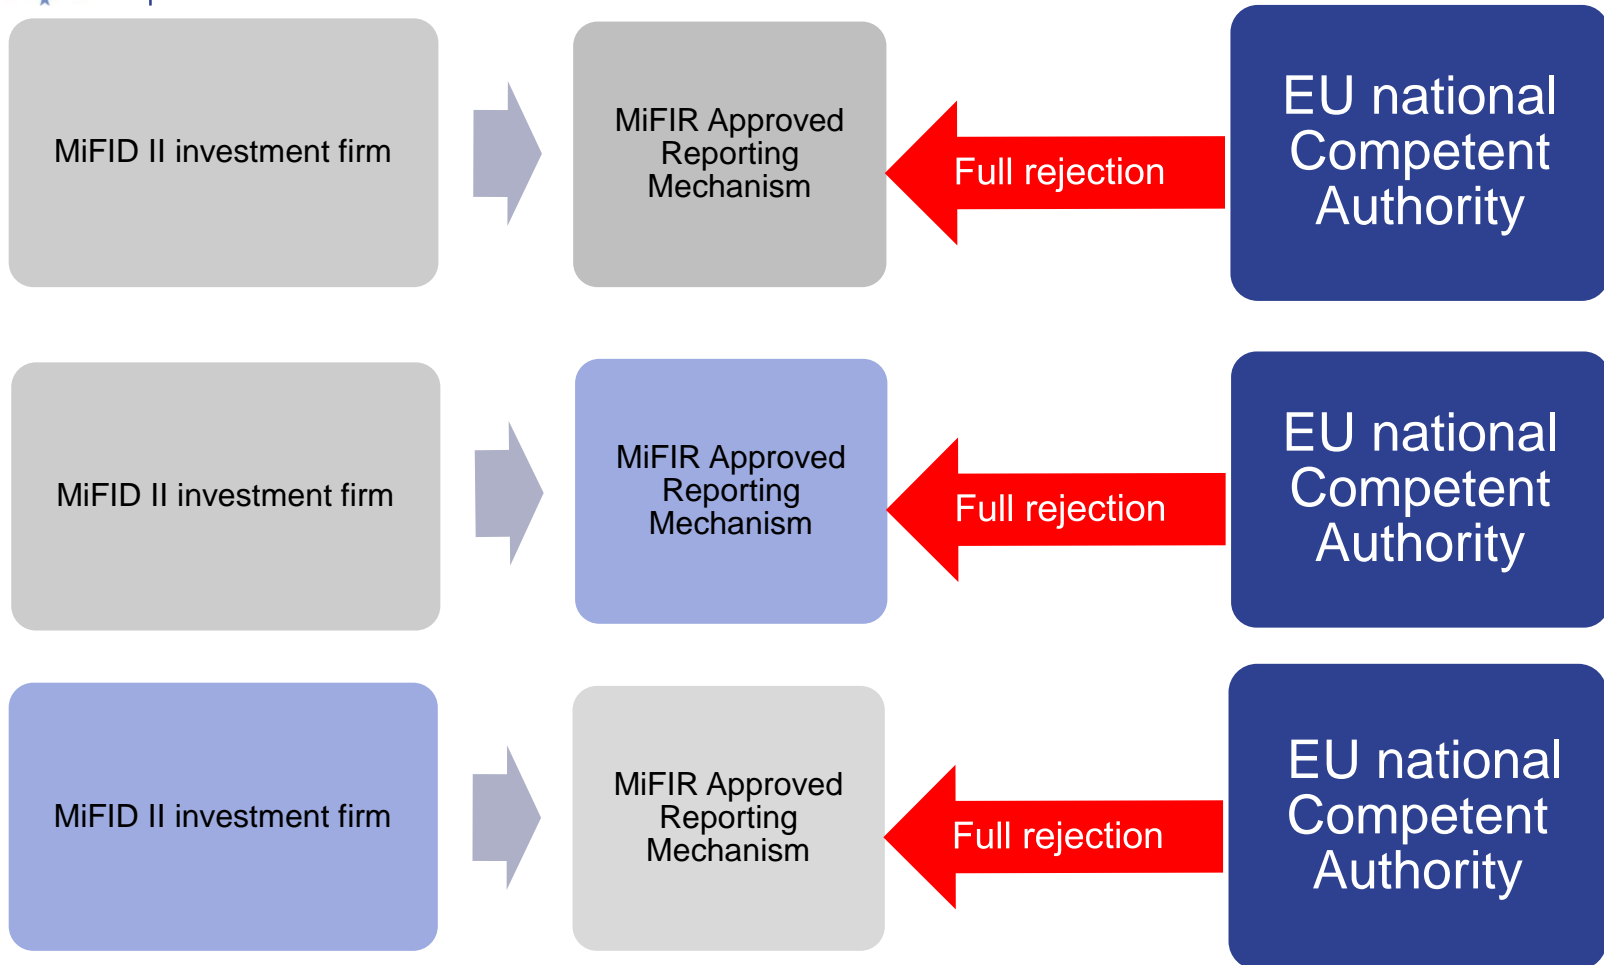 MiFID II investment firm
MiFIR Approved
Reporting
Mechanism
Full rejection
EU national
Competent
Authority
MiFID II investment firm
MiFIR Approved
Reporting
Mechanism
Full rejection
EU national
Competent
Authority
MiFID II investment firm
MiFIR Approved
Reporting
Mechanism
Full rejection
EU national
Competent
Authority